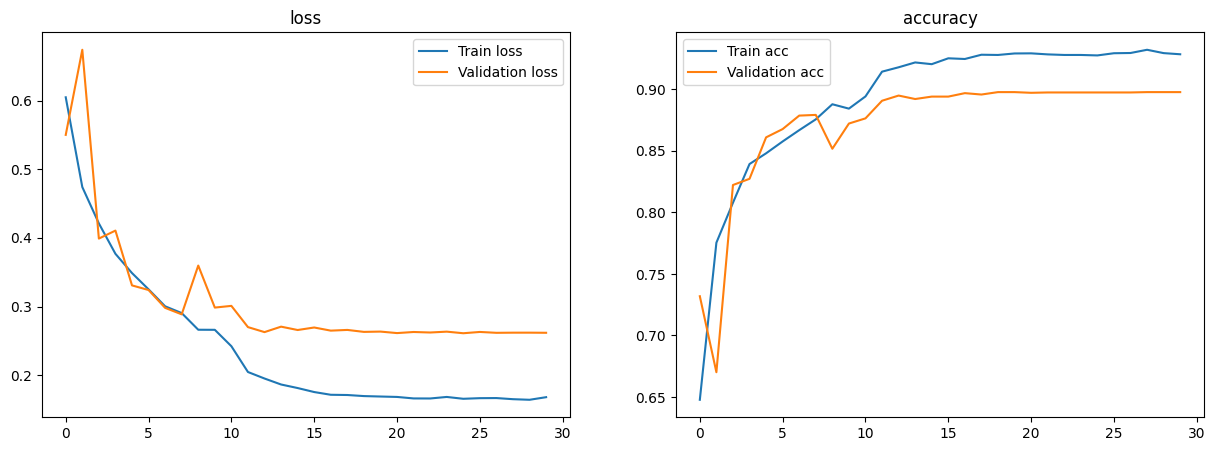 loss
Train loss
Validation loss
0.6
0.5
0.4
0.3
0.2
0 5 10 15 20 25 30
accuracy
Train acc
Validation acc
0.90
0.85
0.80
0.75
0.70
0.65
0 5 10 15 20 25 30